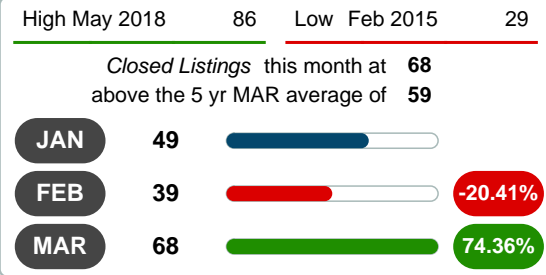 High May 2018 86 Low Feb 2015 29
Closed Listings this month at 68
above the 5 yr MAR average of 59
JAN 49
FEB 39 -20.41%
MAR 68 74.36%